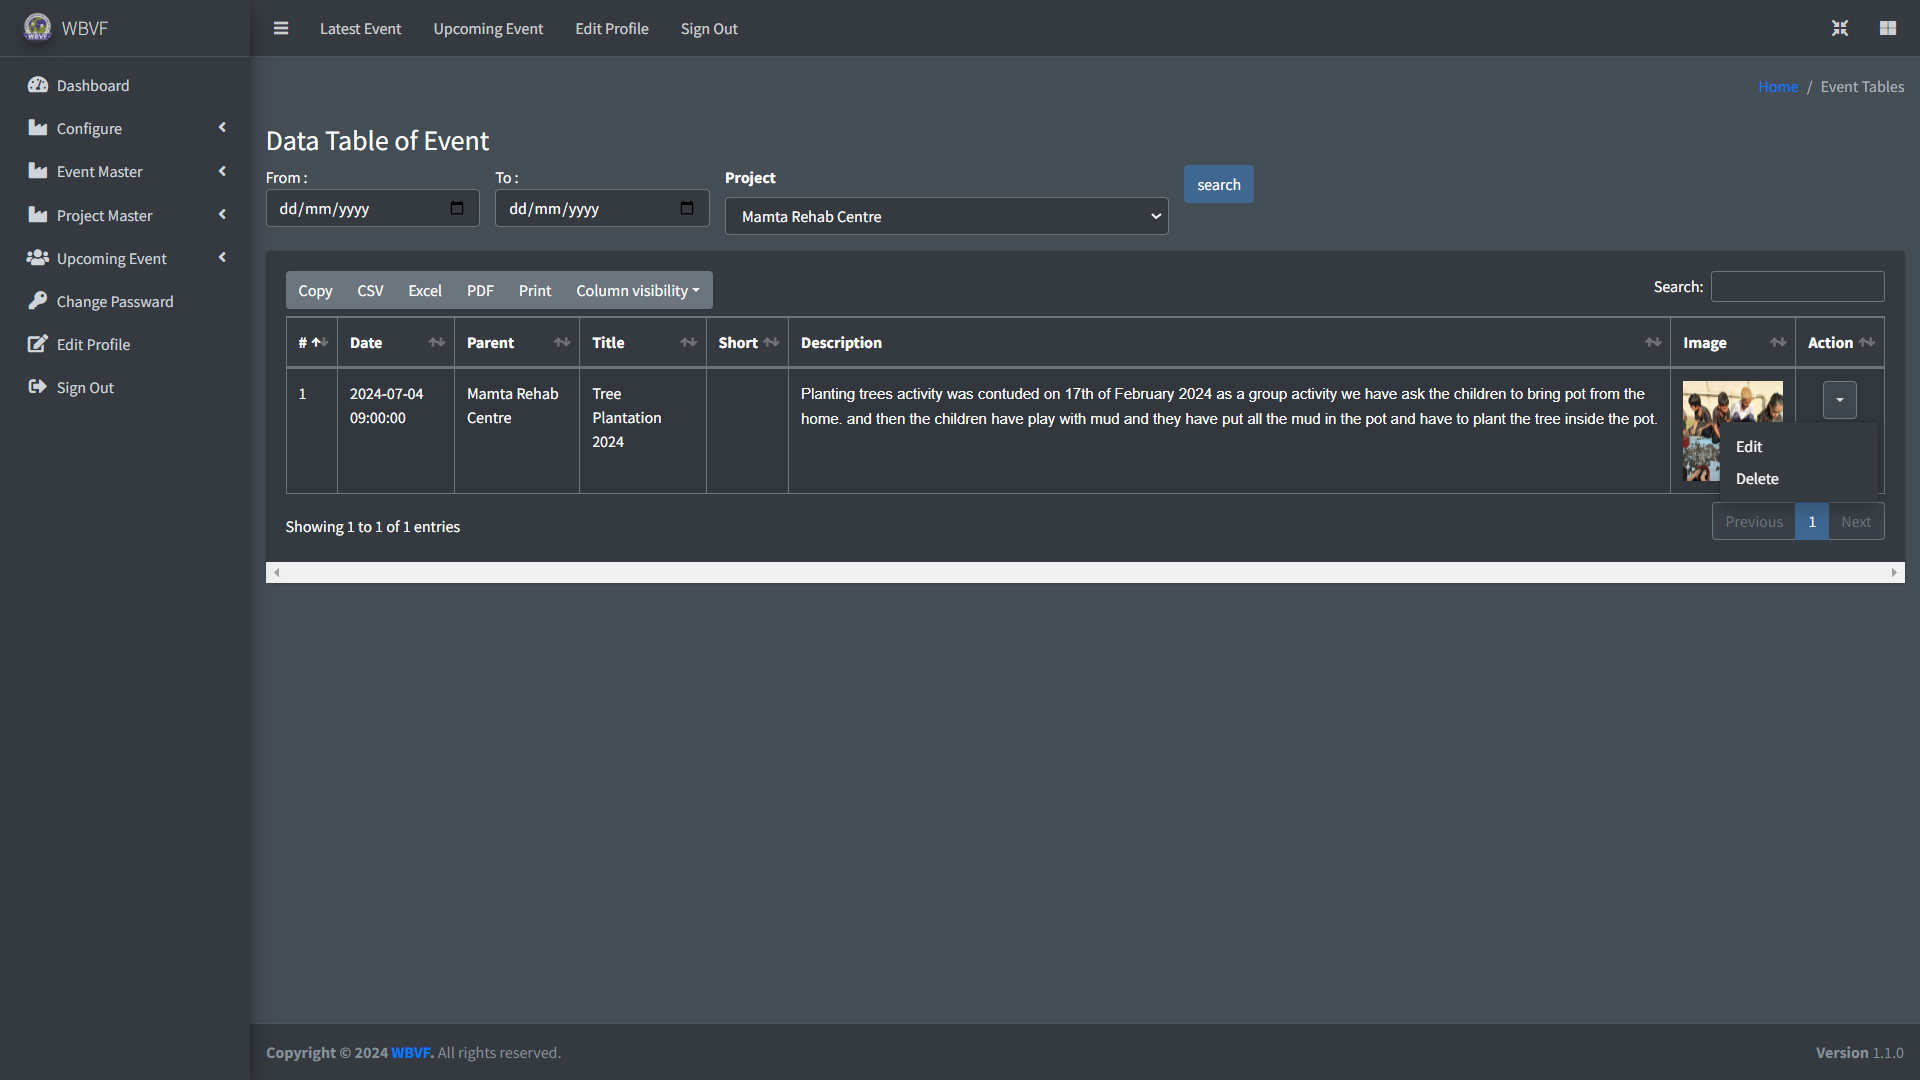 WBVF
Latest Event
Upcoming Event
Edit Profile
Sign Out
Dashboard
Configure
Event Master
Project Master
Upcoming Event
Change Password
Edit Profile
Sign Out
Home / Event Tables
Data Table of Event
From :
To :
Project
dd/mm/yyyy
dd/mm/yyyy
Mamta Rehab Centre
search
Copy CSV Excel PDF Print Column visibility
Search:
# Date Parent Title Short Description Image Action
1
2024-07-04
09:00:00
Mamta Rehab
Centre
Tree
Plantation
2024
Planting trees activity was contuded on 17th of February 2024 as a group activity we have ask the children to bring pot from the
home. and then the children have play with mud and they have put all the mud in the pot and have to plant the tree inside the pot.
Edit
Delete
Showing 1 to 1 of 1 entries
Previous 1 Next
Copyright © 2024 WBVF. All rights reserved.
Version 1.1.0